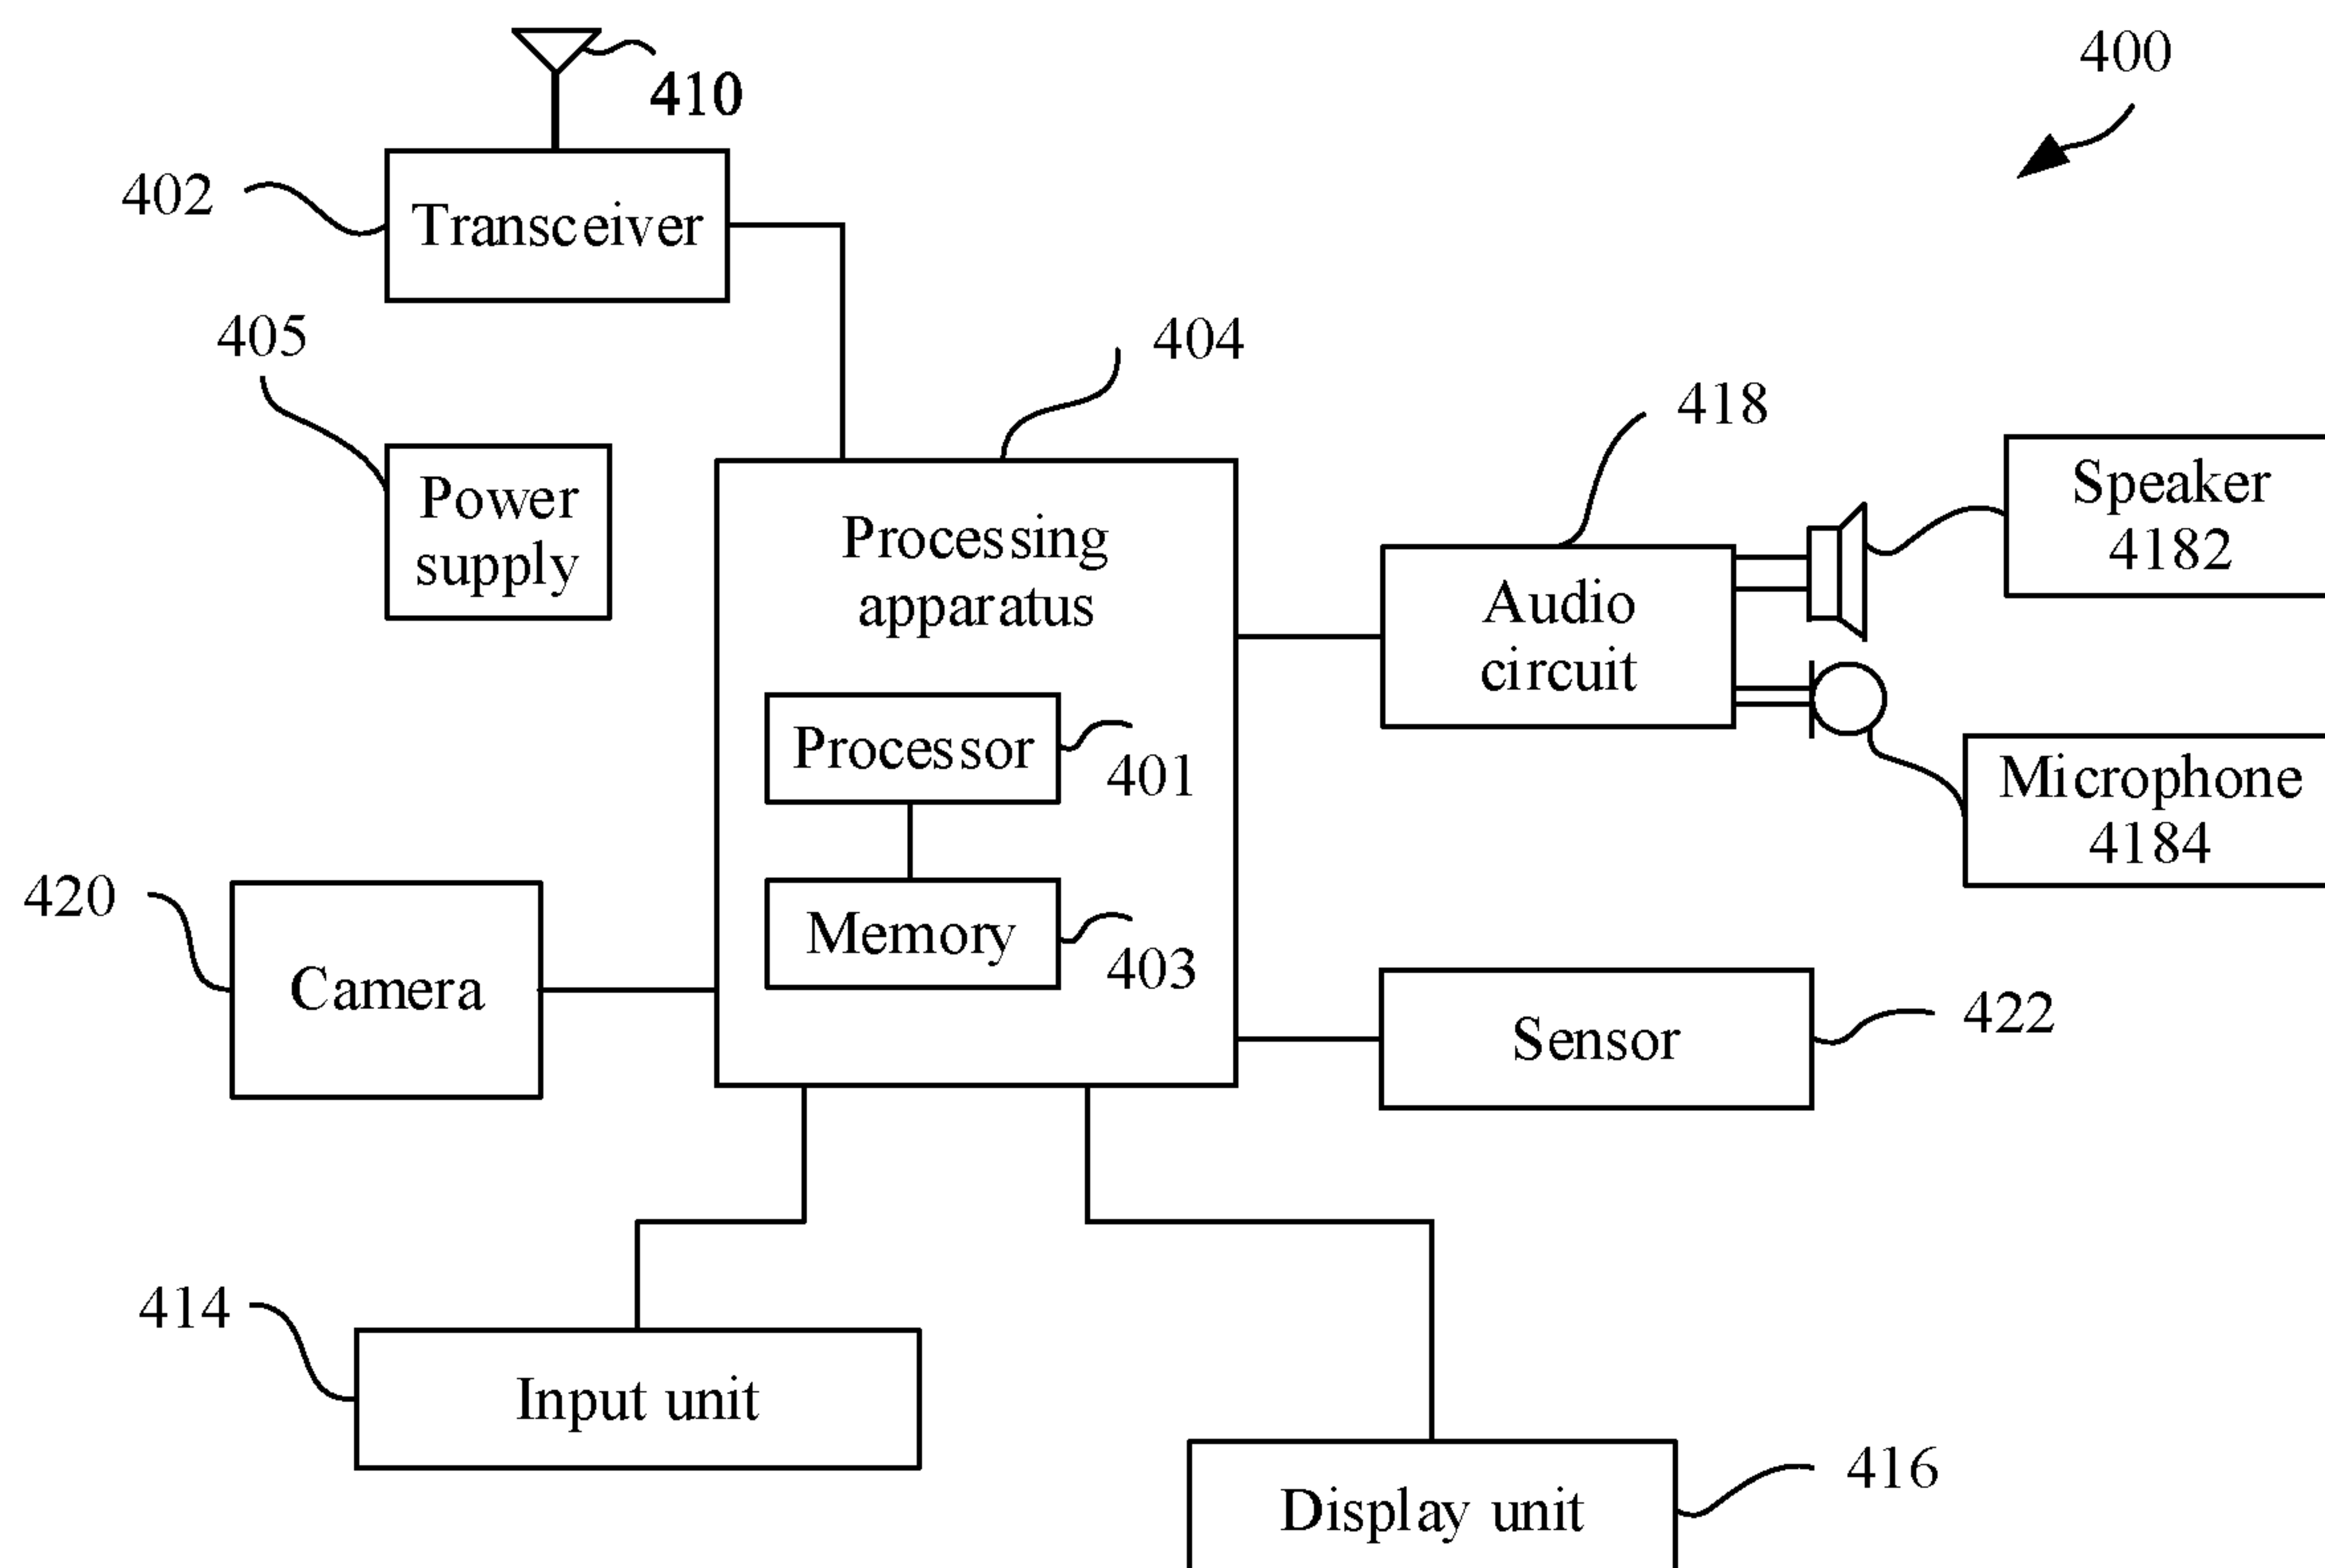 400
410
402
Transceiver
405
404
418
Power
supply
Processing
apparatus
Speaker
4182
Audio
circuit
Processor
401
Microphone
4184
420
Camera
Memory
403
Sensor
422
414
Input unit
416
Display unit